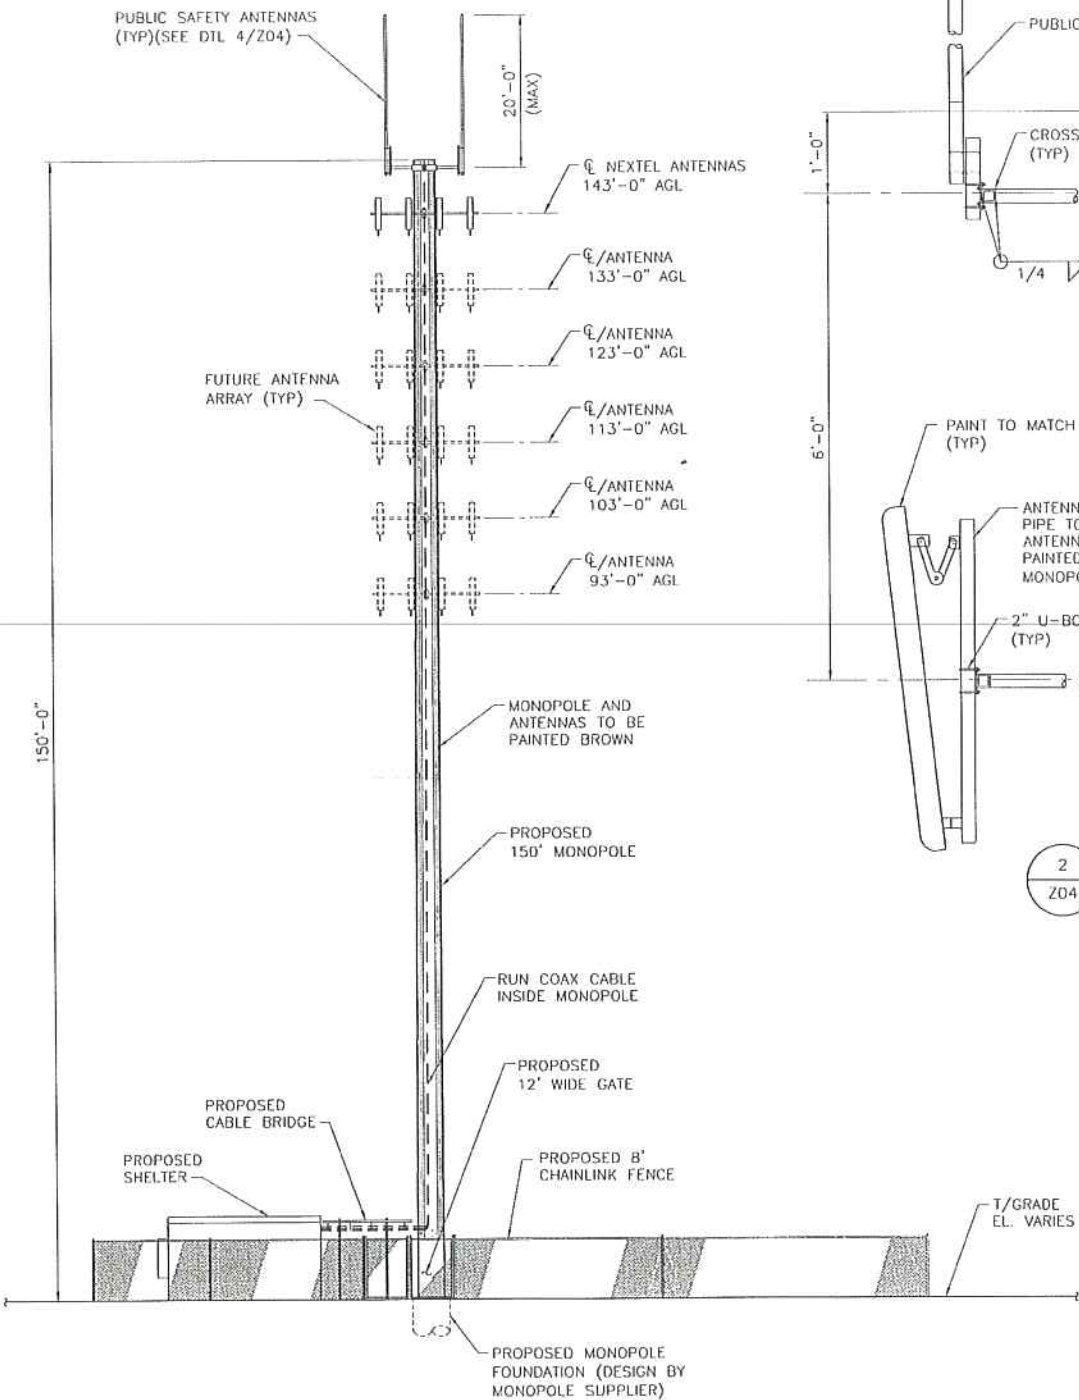 PUBLIC SAFETY ANTENNAS
(TYP)(SEE DTL 4/Z04)
20'-0"
(MAX)
℄ NEXTEL ANTENNAS
143'-0" AGL
℄/ANTENNA
133'-0" AGL
℄/ANTENNA
123'-0" AGL
FUTURE ANTENNA
ARRAY (TYP)
℄/ANTENNA
113'-0" AGL
℄/ANTENNA
103'-0" AGL
℄/ANTENNA
93'-0" AGL
150'-0"
MONOPOLE AND
ANTENNAS TO BE
PAINTED BROWN
PROPOSED
150' MONOPOLE
RUN COAX CABLE
INSIDE MONOPOLE
PROPOSED
12' WIDE GATE
PROPOSED
CABLE BRIDGE
PROPOSED
SHELTER
PROPOSED 8'
CHAINLINK FENCE
T/GRADE
EL. VARIES
PROPOSED MONOPOLE
FOUNDATION (DESIGN BY
MONOPOLE SUPPLIER)
PUBLIC
1'-0"
CROSS
(TYP)
1/4
6'-0"
PAINT TO MATCH
(TYP)
ANTENN
PIPE TO
ANTENN
PAINTED
MONOPO
2" U-BO
(TYP)
2
Z04